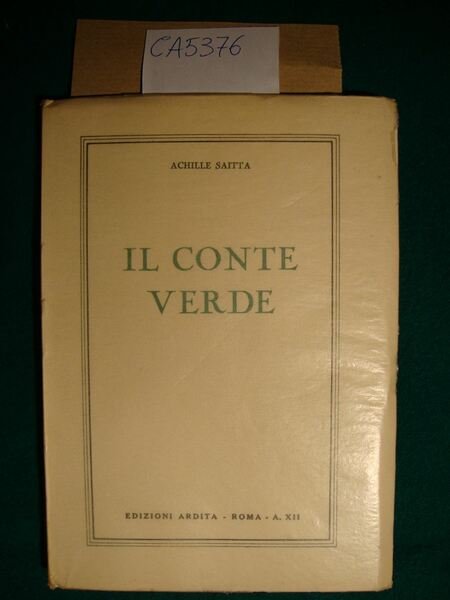 CA5376
ACHILLE SAITTA
IL CONTE
VERDE
EDIZIONI ARDITA - ROMA - A. XII